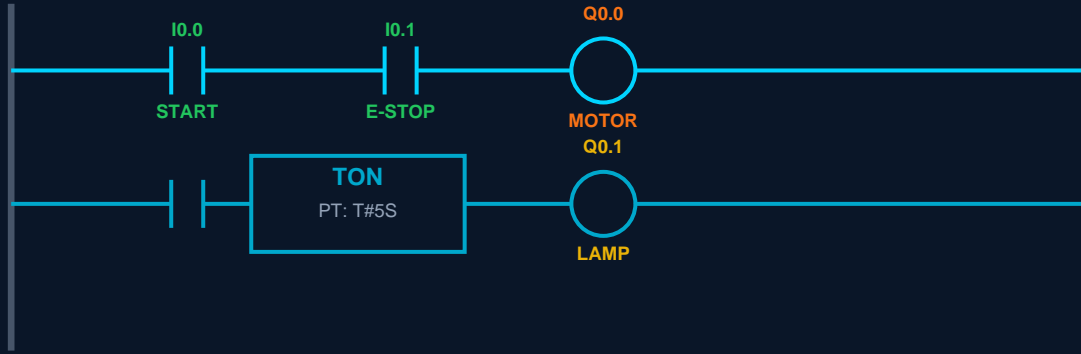 I0.0 I0.1 Q0.0
START E-STOP MOTOR
Q0.1
TON
PT: T#5S
LAMP